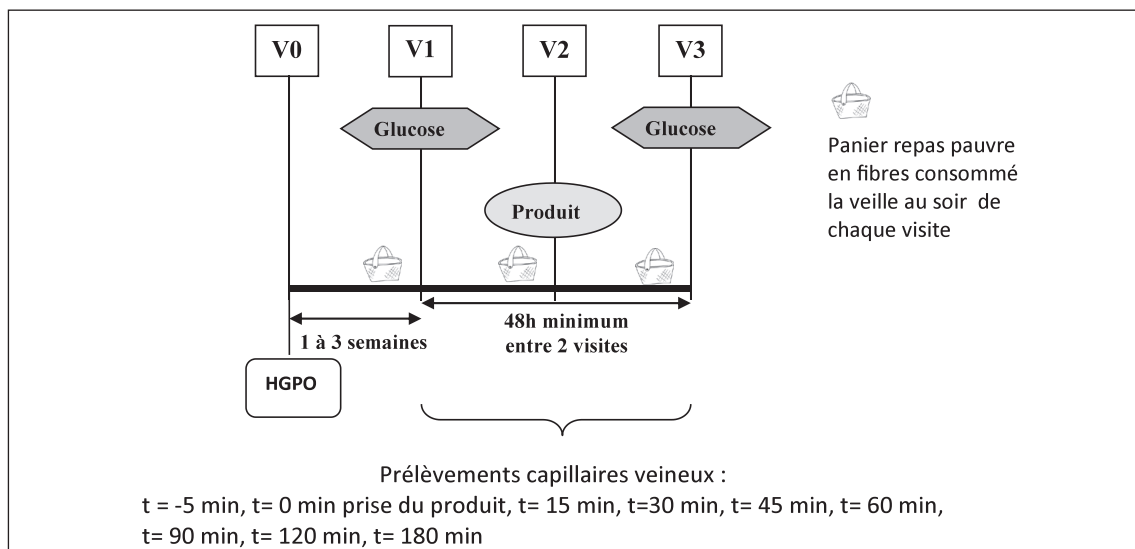 V0
V1
V2
V3
Glucose
Glucose
Produit
Panier repas pauvre
en fibres consommé
la veille au soir de
chaque visite
1 à 3 semaines
48h minimum
entre 2 visites
HGPO
Prélèvements capillaires veineux :
t = -5 min, t= 0 min prise du produit, t= 15 min, t=30 min, t= 45 min, t= 60 min,
t= 90 min, t= 120 min, t= 180 min